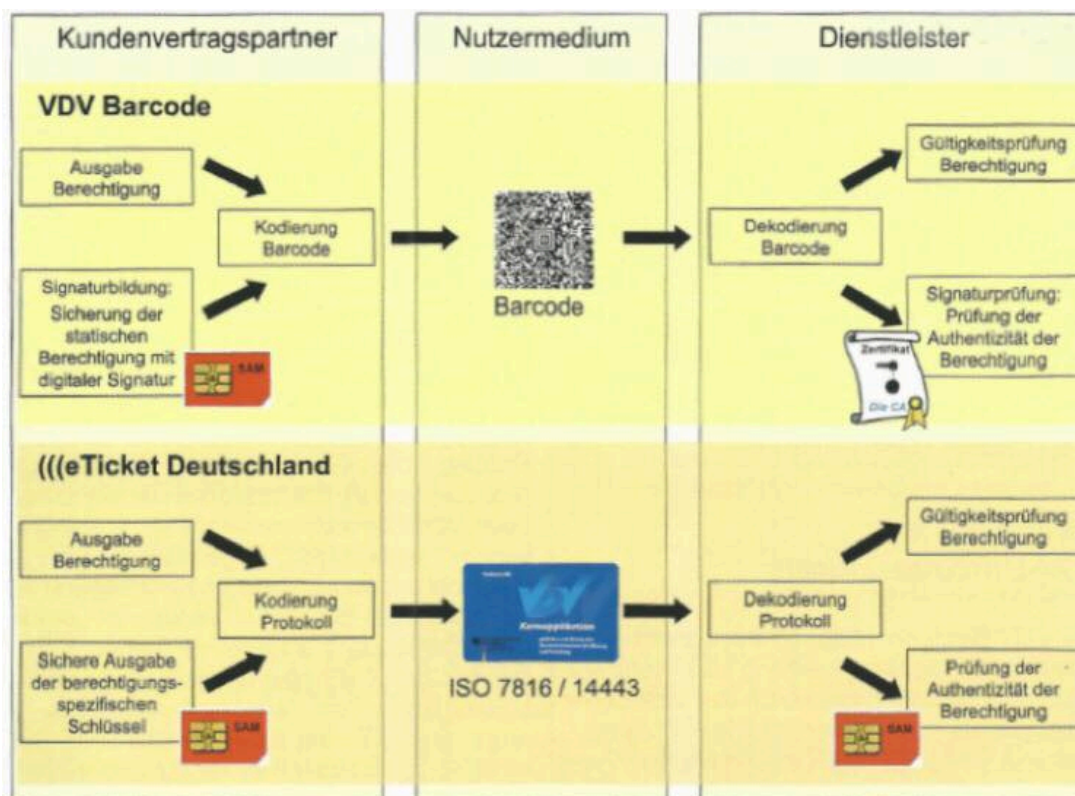 Kundenvertragspartner
Nutzermedium
Dienstleister
VDV Barcode
Ausgabe
Berechtigung
Signaturbildung:
Sicherung der
statischen
Berechtigung mit
digitaler Signatur
SAM
Kodierung
Barcode
Barcode
Dekodierung
Barcode
Gültigkeitsprüfung
Berechtigung
Signaturprüfung:
Prüfung der
Authentizität der
Berechtigung
Zertifikat
Die CA
(((eTicket Deutschland
Ausgabe
Berechtigung
Sichere Ausgabe
der berechtigungs-
spezifischen
Schlüssel
SAM
Kodierung
Protokoll
VDV
Kernapplikation
ISO 7816 / 14443
Dekodierung
Protokoll
Gültigkeitsprüfung
Berechtigung
Prüfung der
Authentizität der
Berechtigung
SAM